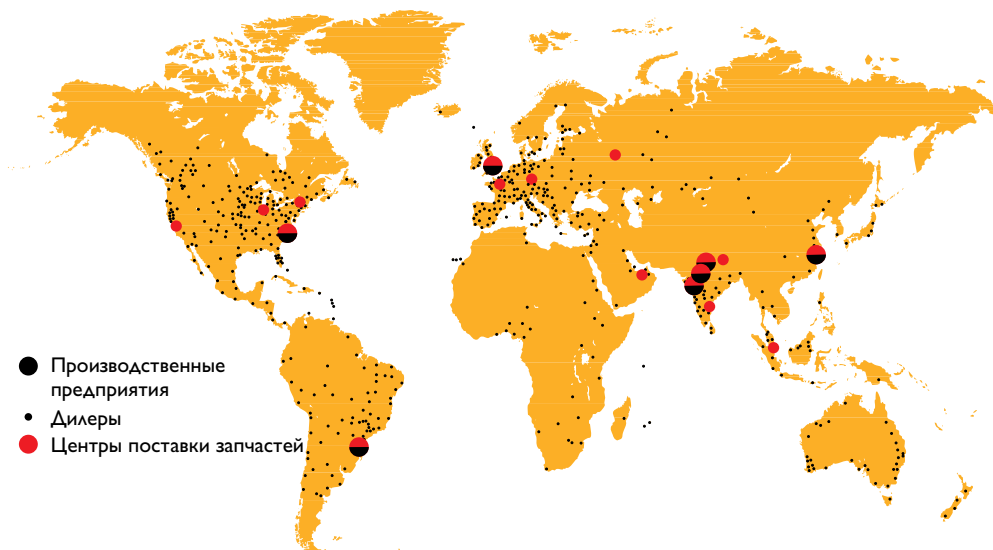 Производственные
предприятия
Дилеры
Центры поставки запчастей